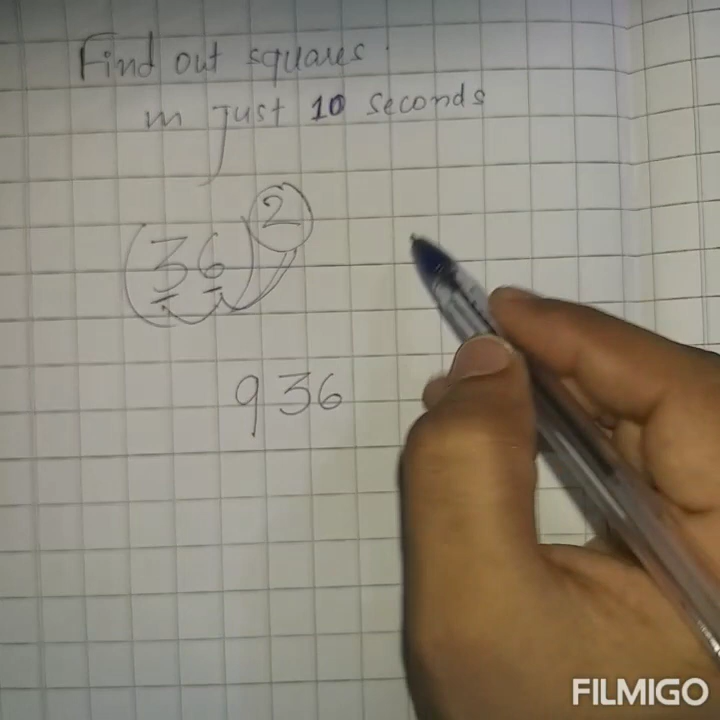 Find out squares
in just 10 seconds
(36)²
936
FILMIGO